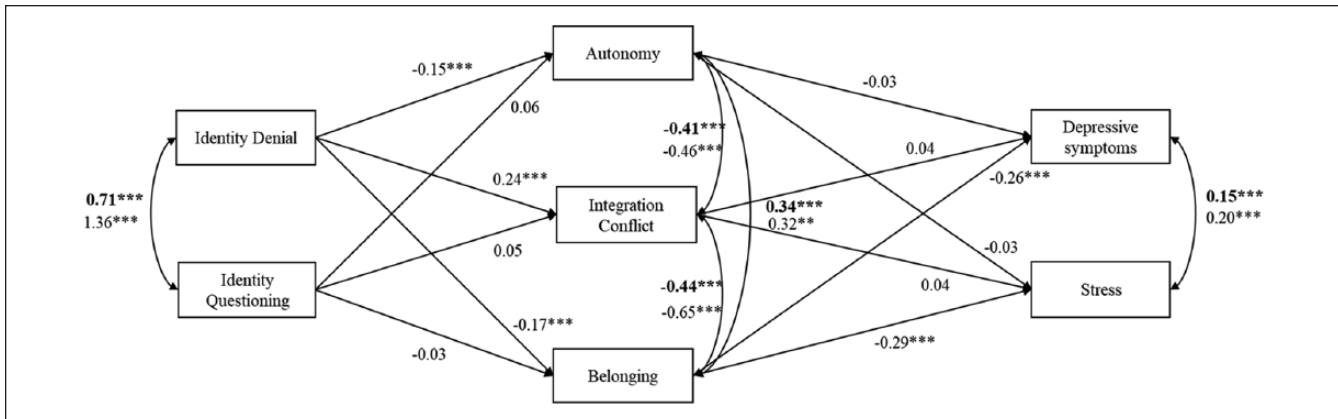 Autonomy
-0.15***
-0.03
0.06
Identity Denial
Depressive
symptoms
-0.41***
-0.46***
0.04
0.24***
-0.26***
0.71***
1.36***
Integration
Conflict
0.34***
0.32**
0.15***
0.20***
0.05
-0.03
Identity
Questioning
-0.44***
-0.65***
0.04
Stress
-0.17***
-0.03
-0.29***
Belonging